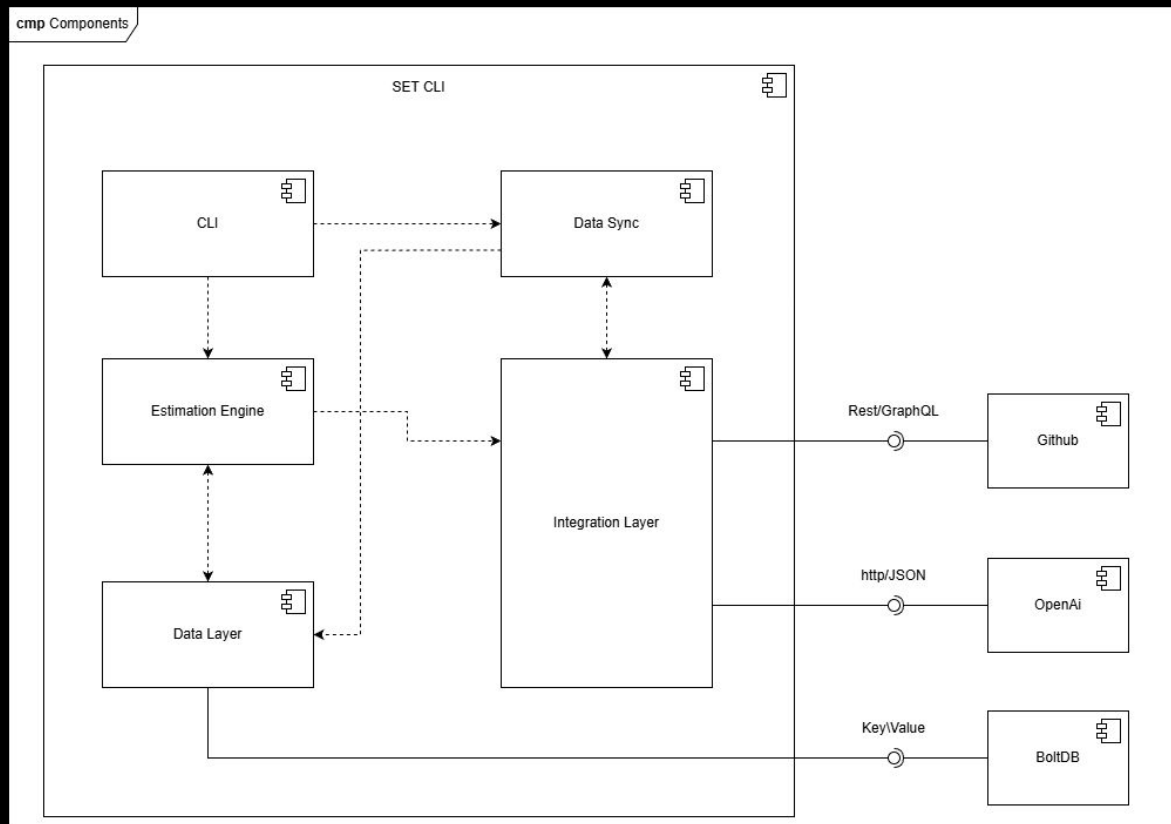 cmp Components
SET CLI
CLI
Data Sync
Estimation Engine
Rest/GraphQL
Github
Integration Layer
http/JSON
OpenAi
Data Layer
Key\Value
BoltDB